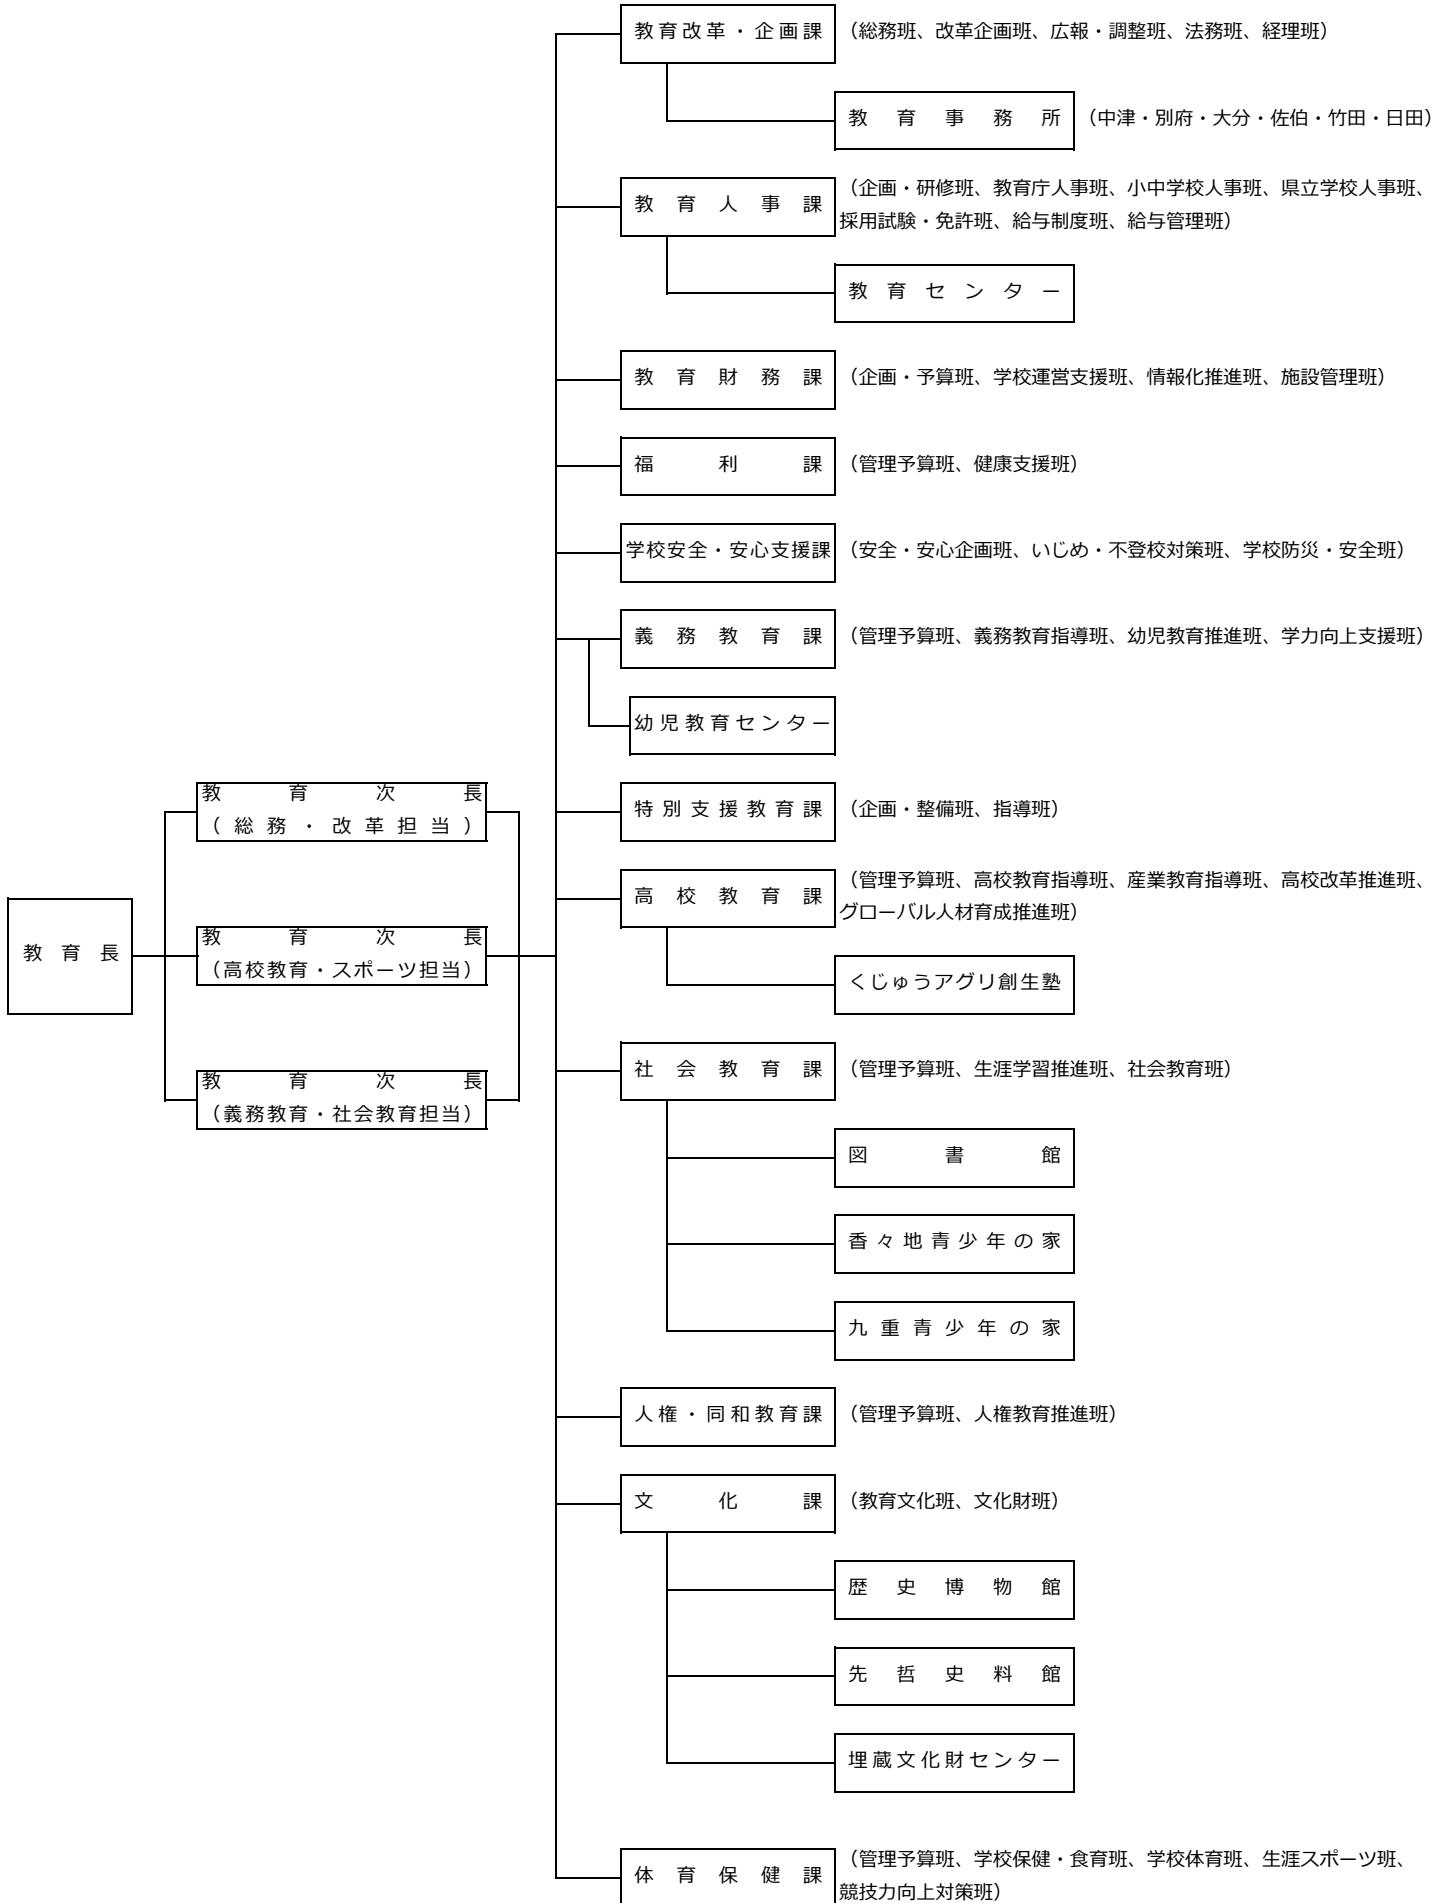 教育改革・企画課 (総務班、改革企画班、広報・調整班、法務班、経理班)
教育事務所 (中津・別府・大分・佐伯・竹田・日田)
教育人事課 (企画・研修班、教育庁人事班、小中学校人事班、県立学校人事班、
採用試験・免許班、給与制度班、給与管理班)
教育センター
教育財務課 (企画・予算班、学校運営支援班、情報化推進班、施設管理班)
福利課 (管理予算班、健康支援班)
学校安全・安心支援課 (安全・安心企画班、いじめ・不登校対策班、学校防災・安全班)
義務教育課 (管理予算班、義務教育指導班、幼児教育推進班、学力向上支援班)
幼児教育センター
教育次長
(総務・改革担当)
特別支援教育課 (企画・整備班、指導班)
高校教育課 (管理予算班、高校教育指導班、産業教育指導班、高校改革推進班、
グローバル人材育成推進班)
教育長
教育次長
(高校教育・スポーツ担当)
くじゅうアグリ創生塾
教育次長
(義務教育・社会教育担当)
社会教育課 (管理予算班、生涯学習推進班、社会教育班)
図書館
香々地青少年の家
九重青少年の家
人権・同和教育課 (管理予算班、人権教育推進班)
文化課 (教育文化班、文化財班)
歴史博物館
先哲史料館
埋蔵文化財センター
体育保健課 (管理予算班、学校保健・食育班、学校体育班、生涯スポーツ班、
競技力向上対策班)